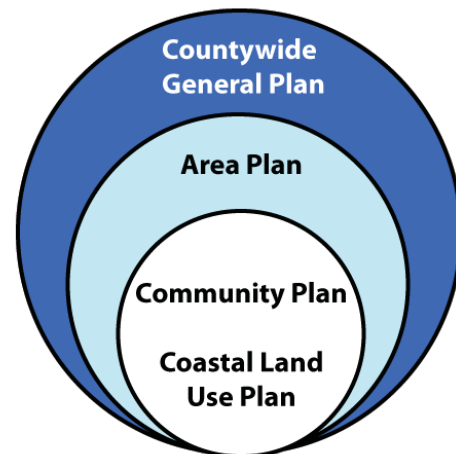 Countywide
General Plan
Area Plan
Community Plan
Coastal Land
Use Plan